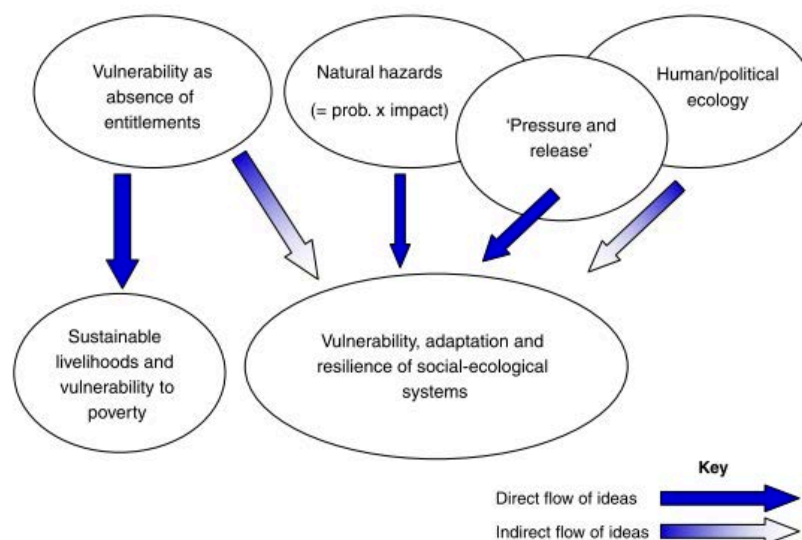 Vulnerability as
absence of
entitlements
Natural hazards
(= prob. x impact)
'Pressure and
release'
Human/political
ecology
Sustainable
livelihoods and
vulnerability to
poverty
Vulnerability, adaptation and
resilience of social-ecological
systems
Key
Direct flow of ideas
Indirect flow of ideas